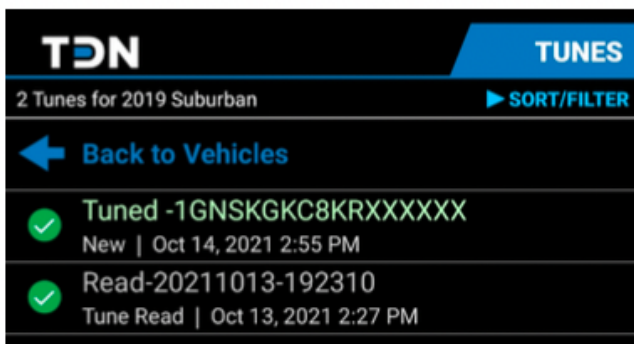 TDN
TUNES
2 Tunes for 2019 Suburban
SORT/FILTER
Back to Vehicles
Tuned -1GNSKGKC8KRXXXXXX
New | Oct 14, 2021 2:55 PM
Read-20211013-192310
Tune Read | Oct 13, 2021 2:27 PM